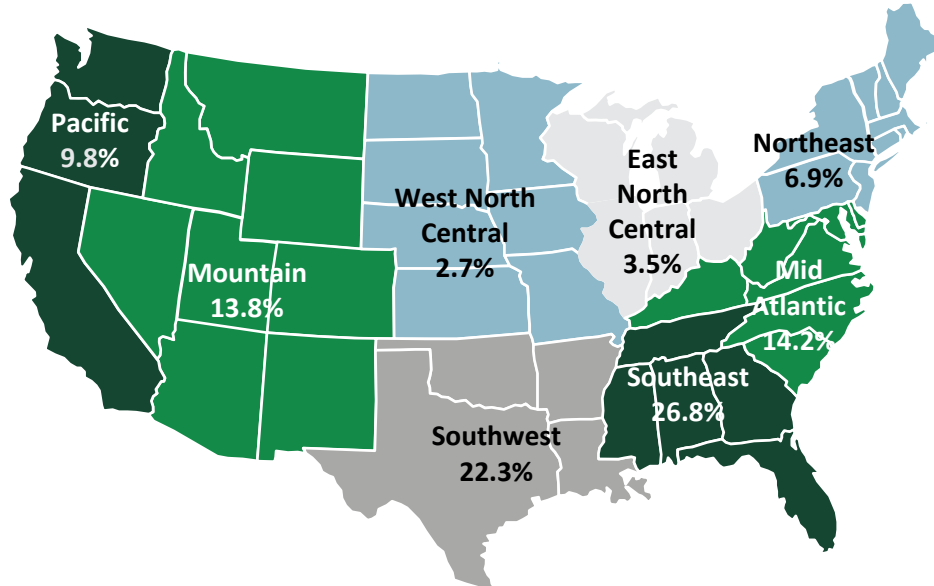 Pacific
9.8%
Mountain
13.8%
West North
Central
2.7%
East
North
Central
3.5%
Northeast
6.9%
Mid
Atlantic
14.2%
Southeast
26.8%
Southwest
22.3%